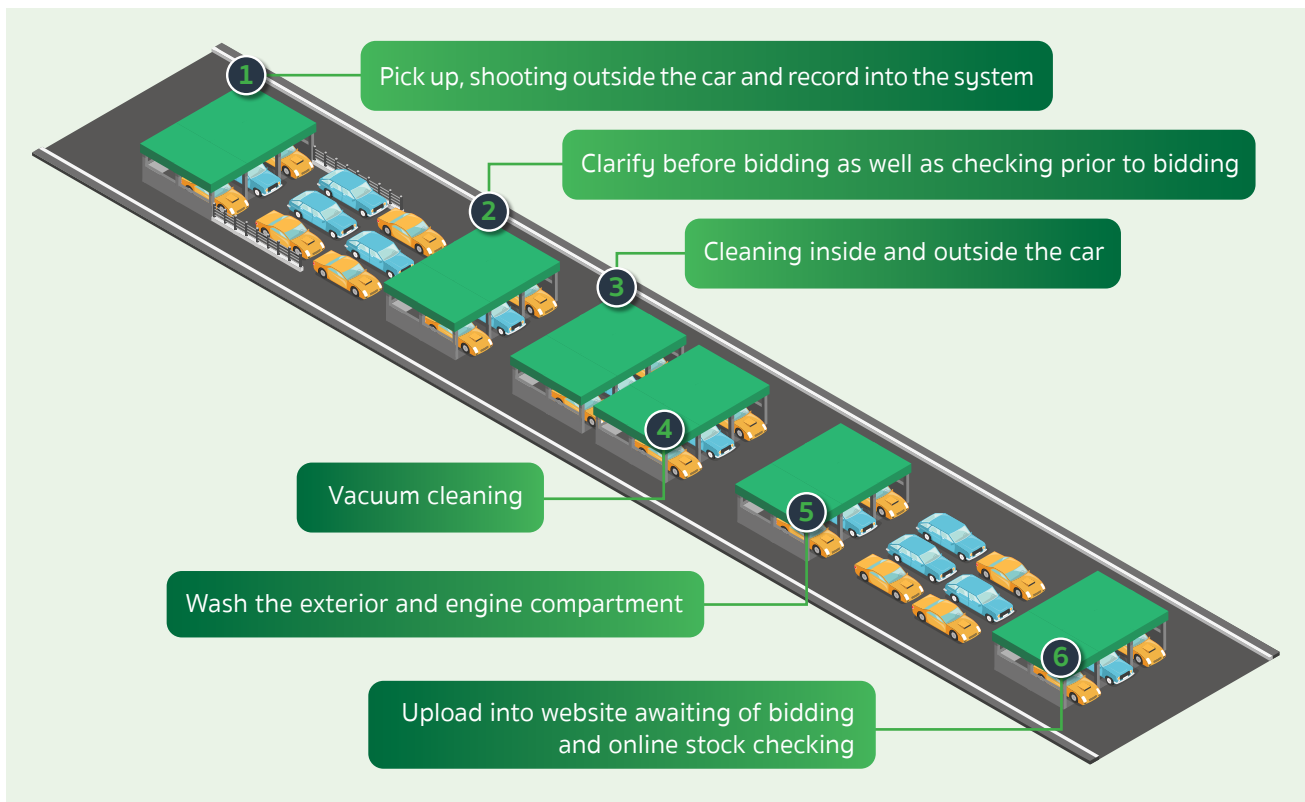 1
Pick up, shooting outside the car and record into the system
2
Clarify before bidding as well as checking prior to bidding
3
Cleaning inside and outside the car
4
Vacuum cleaning
5
Wash the exterior and engine compartment
6
Upload into website awaiting of bidding
and online stock checking